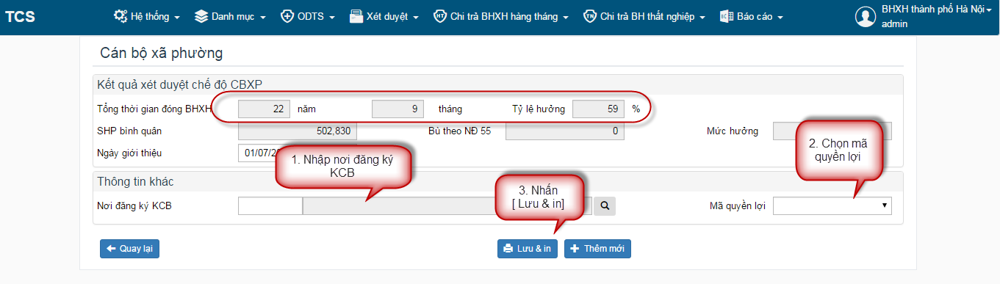 TCS Hệ thống Danh mục ODTS Xét duyệt Chi trả BHXH hàng tháng Chi trả BH thất nghiệp Báo cáo BHXH thành phố Hà Nội
admin
Cán bộ xã phường
Kết quả xét duyệt chế độ CBXP
Tổng thời gian đóng BHXH 22 năm 9 tháng Tỷ lệ hưởng 59 %
SHP bình quân 502,830 Bù theo NĐ 55 0 Mức hưởng
Ngày giới thiệu 01/07/20
1. Nhập nơi đăng ký
KCB
2. Chọn mã
quyền lợi
Thông tin khác
3. Nhấn
[ Lưu & in]
Nơi đăng ký KCB Mã quyền lợi
Quay lại Lưu & in Thêm mới